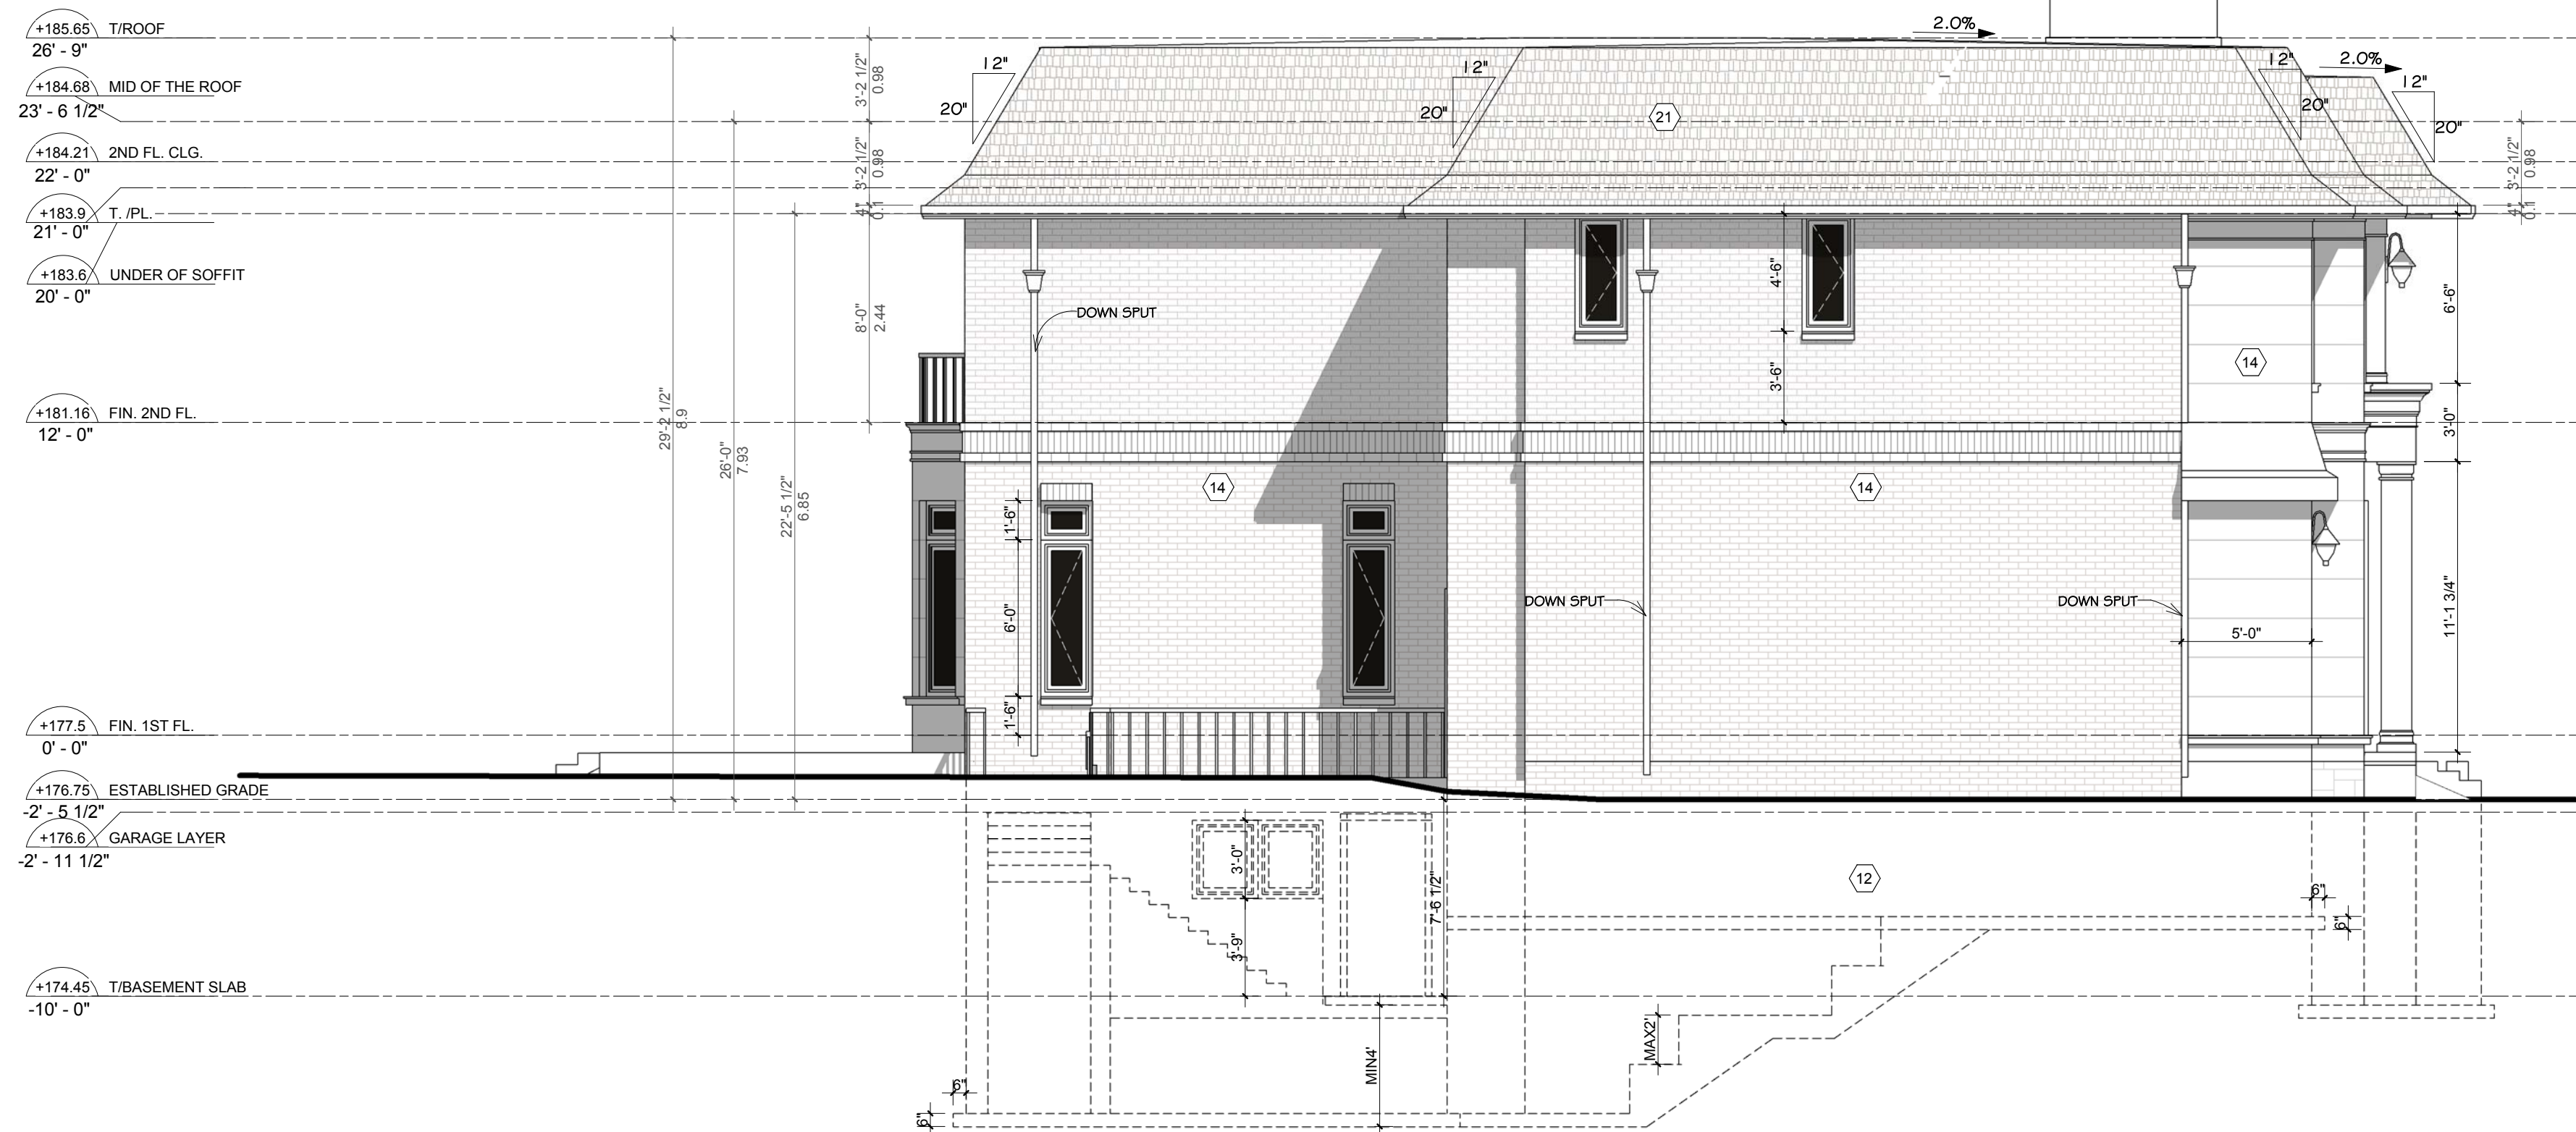 +185.65 T/ROOF
26' - 9"
+184.68 MID OF THE ROOF
23' - 6 1/2"
+184.21 2ND FL. CLG.
22' - 0"
+183.9 T. /PL.
21' - 0"
+183.6 UNDER OF SOFFIT
20' - 0"
+181.16 FIN. 2ND FL.
12' - 0"
+177.5 FIN. 1ST FL.
0' - 0"
+176.75 ESTABLISHED GRADE
-2' - 5 1/2"
+176.6 GARAGE LAYER
-2' - 11 1/2"
+174.45 T/BASEMENT SLAB
-10' - 0"
29'-2 1/2"
8.9
26'-0"
7.93
22'-5 1/2"
6.85
3'-2 1/2"
0.98
3'-2 1/2"
0.98
4"
0.1
8'-0"
2.44
12"
20"
12"
20"
21
2.0%
12"
20"
2.0%
12"
20"
3'-2 1/2"
0.98
4"
0.1
DOWN SPUT
4'-6"
3'-6"
14
6'-6"
3'-0"
11'-1 3/4"
14
14
1'-6"
6'-0"
1'-6"
DOWN SPUT
DOWN SPUT
5'-0"
3'-0"
3'-9"
7'-6 1/2"
12
6"
6"
MAX2'
MIN4'
6"
6"